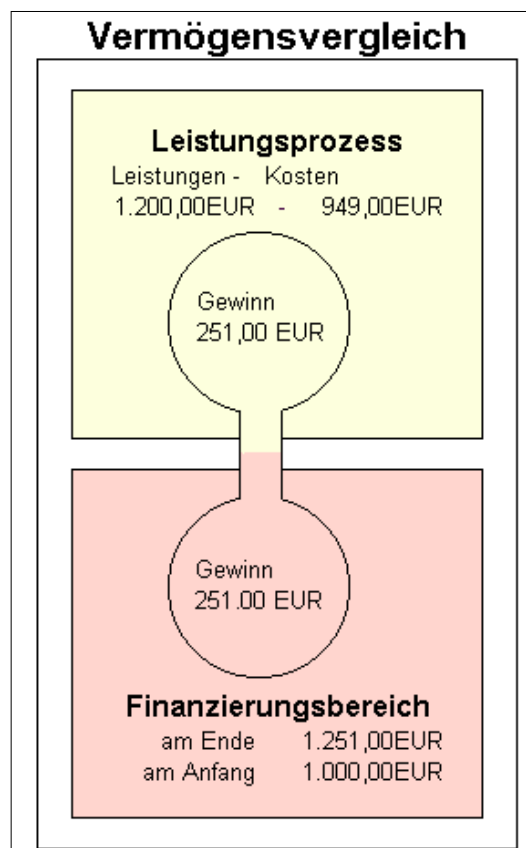 Vermögensvergleich
Leistungsprozess
Leistungen - Kosten
1.200,00EUR - 949,00EUR
Gewinn
251,00 EUR
Gewinn
251.00 EUR
Finanzierungsbereich
am Ende 1.251,00EUR
am Anfang 1.000,00EUR